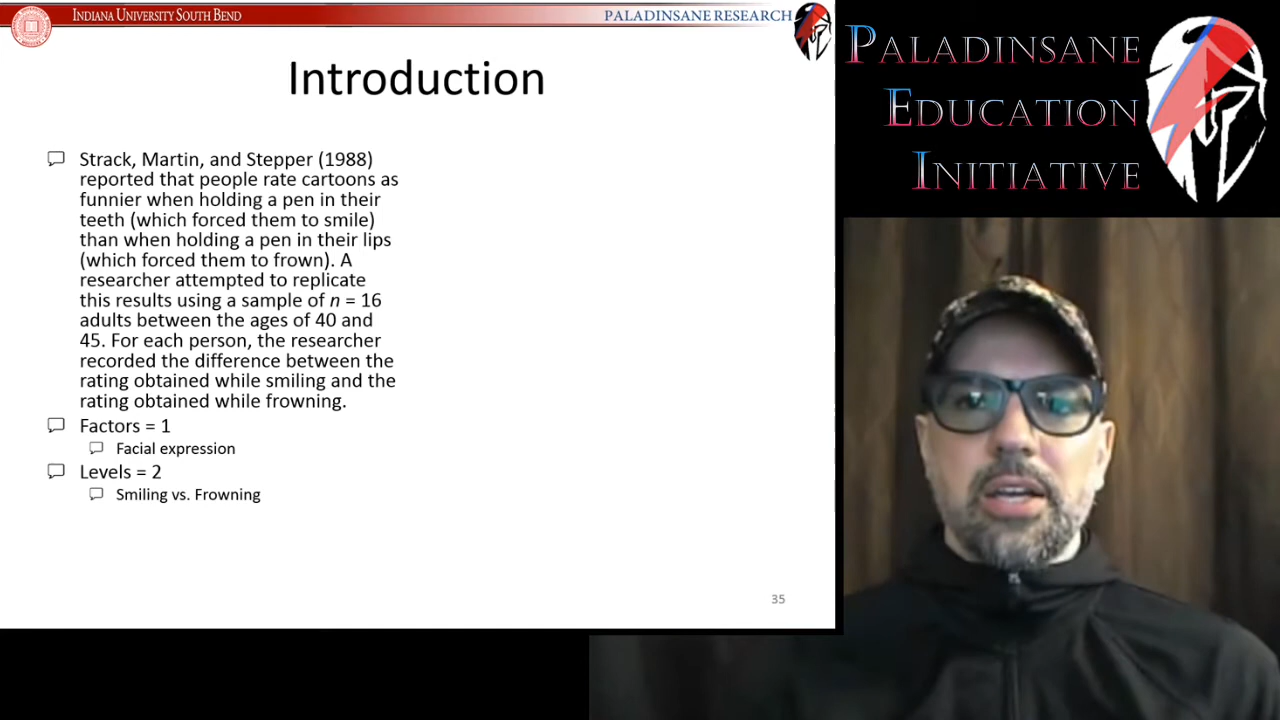 INDIANA UNIVERSITY SOUTH BEND
PALADINSANE RESEARCH
Introduction
Strack, Martin, and Stepper (1988)
reported that people rate cartoons as
funnier when holding a pen in their
teeth (which forced them to smile)
than when holding a pen in their lips
(which forced them to frown). A
researcher attempted to replicate
this results using a sample of n = 16
adults between the ages of 40 and
45. For each person, the researcher
recorded the difference between the
rating obtained while smiling and the
rating obtained while frowning.
Factors = 1
Facial expression
Levels = 2
Smiling vs. Frowning
35
PALADINSANE
EDUCATION
INITIATIVE